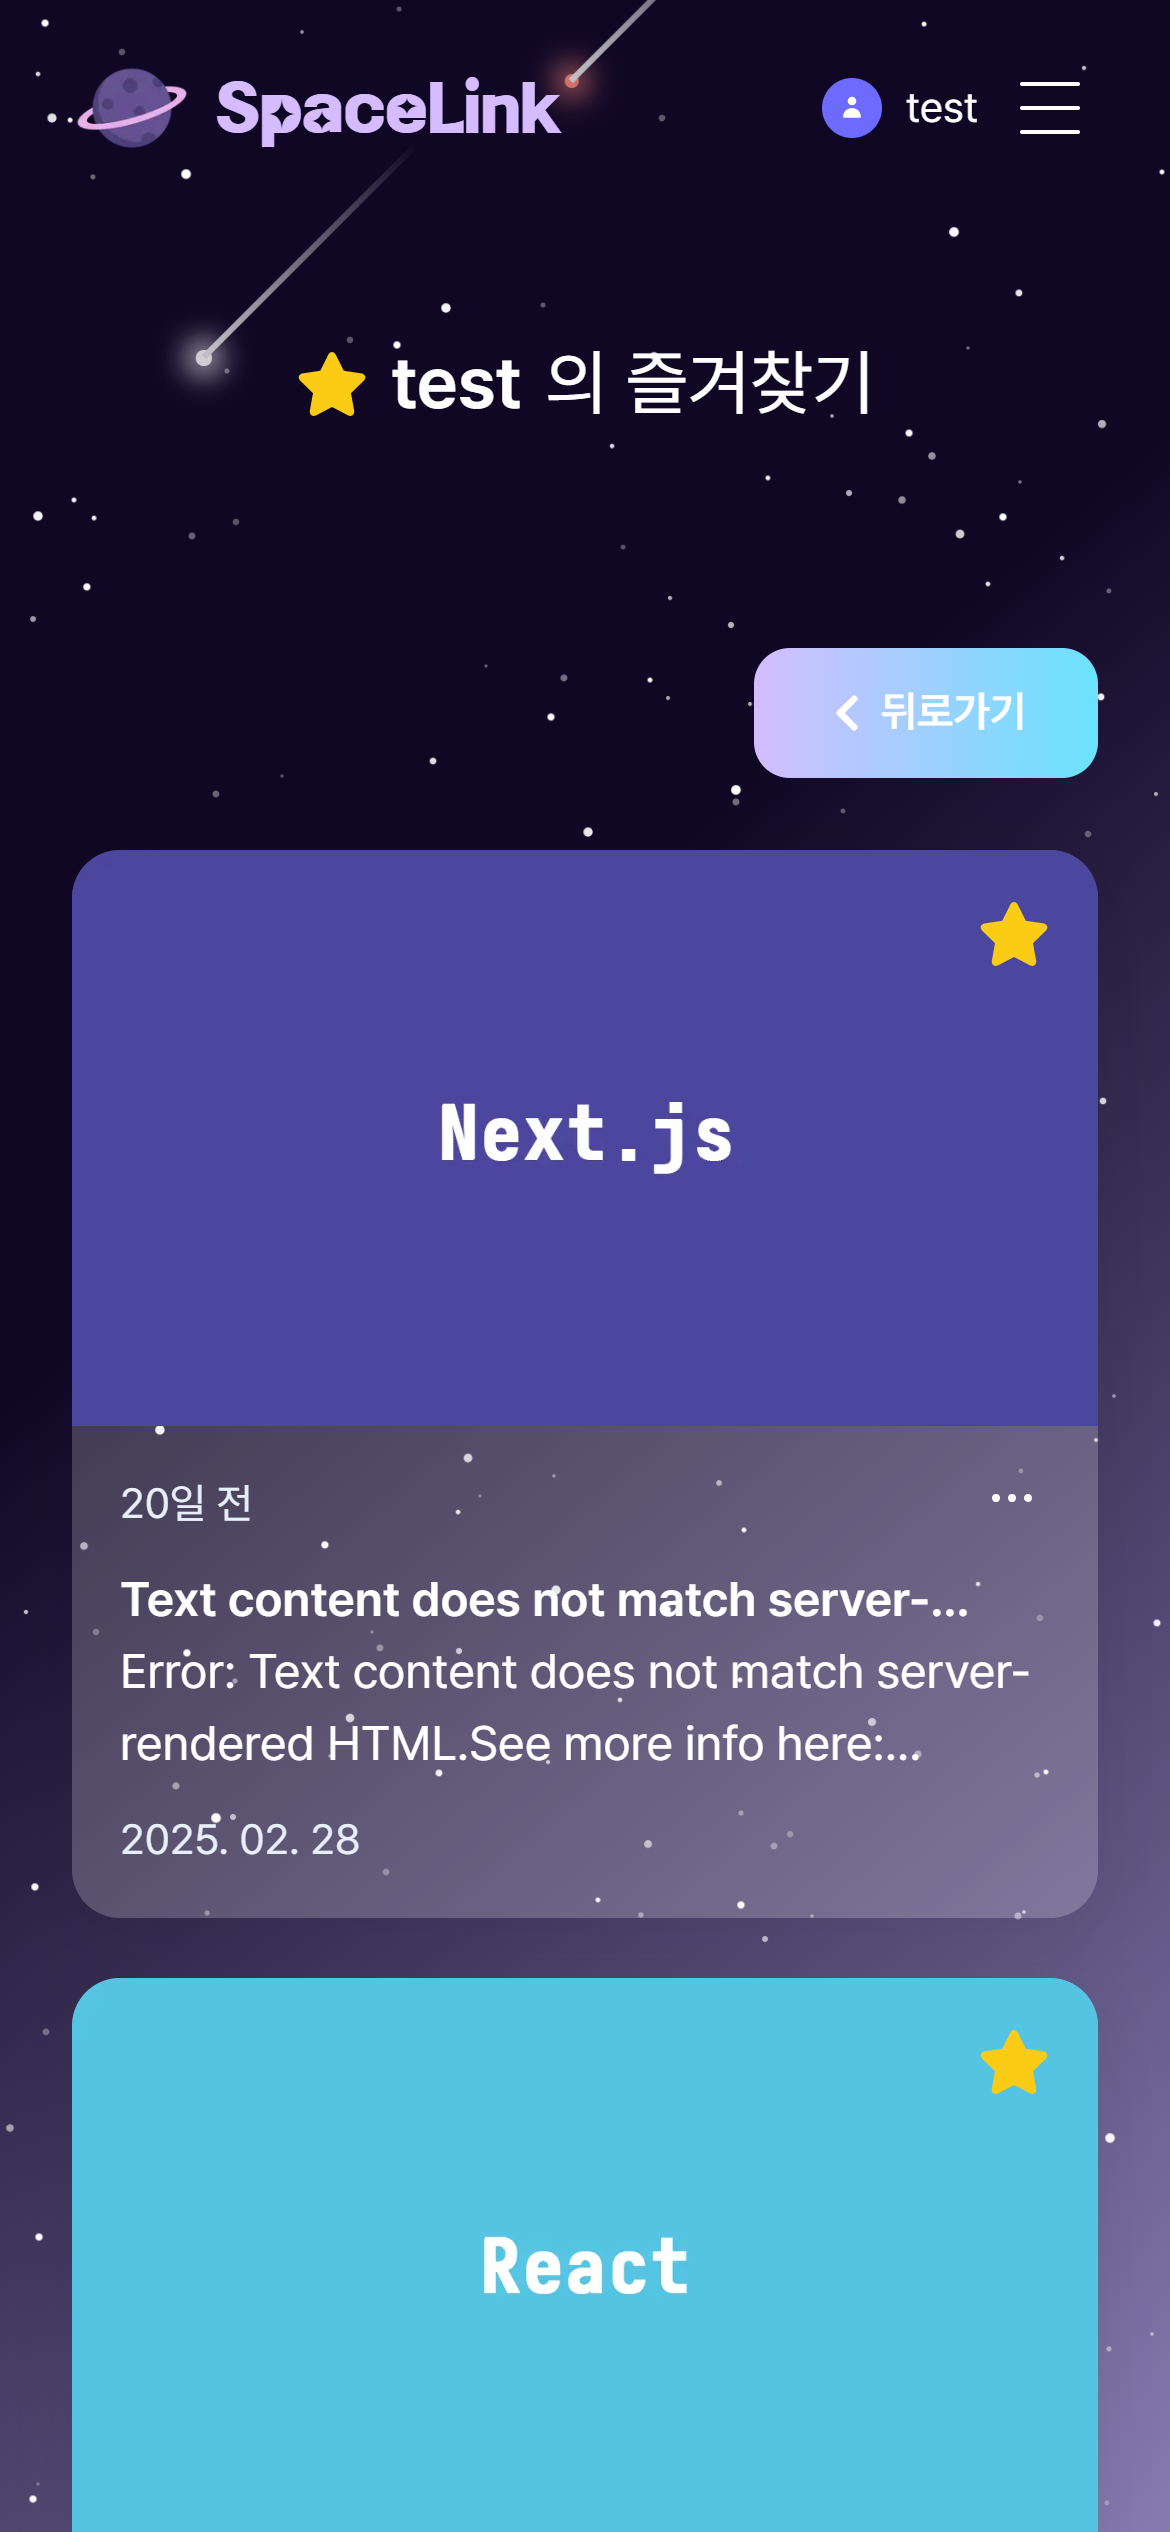 SpaceLink
test
test 의 즐겨찾기
뒤로가기
Next.js
20일 전
Text content does not match server-...
Error: Text content does not match server-
rendered HTML.See more info here:...
2025. 02. 28
React